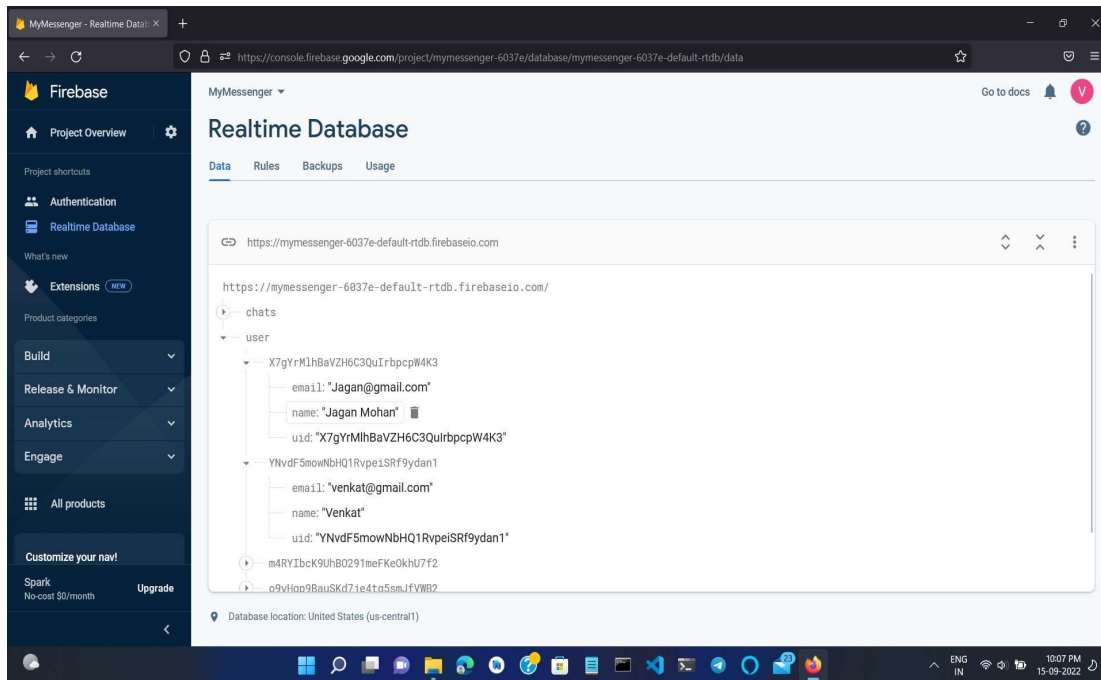 MyMessenger - Realtime Datab
https://console.firebase.google.com/project/mymessenger-6037e/database/mymessenger-6037e-default-rtdb/data
Firebase
MyMessenger
Go to docs
V
Project Overview
Realtime Database
Project shortcuts
Data Rules Backups Usage
Authentication
Realtime Database
What's new
Extensions NEW
Product categories
Build
Release & Monitor
Analytics
Engage
All products
Customize your nav!
Spark
No-cost $0/month
Upgrade
https://mymessenger-6037e-default-rtdb.firebaseio.com
https://mymessenger-6037e-default-rtdb.firebaseio.com/
chats
user
X7gYrMlhBaVZH6C3QuIrbpcpW4K3
email: "Jagan@gmail.com"
name: "Jagan Mohan"
uid: "X7gYrMlhBaVZH6C3QuIrbpcpW4K3"
YNvdF5mowNbHQ1RvpeiSRf9ydan1
email: "venkat@gmail.com"
name: "Venkat"
uid: "YNvdF5mowNbHQ1RvpeiSRf9ydan1"
m4RYIbcK9UhBO291meFKeOkhU7f2
Database location: United States (us-central1)
23
ENG
IN
10:07 PM
15-09-2022